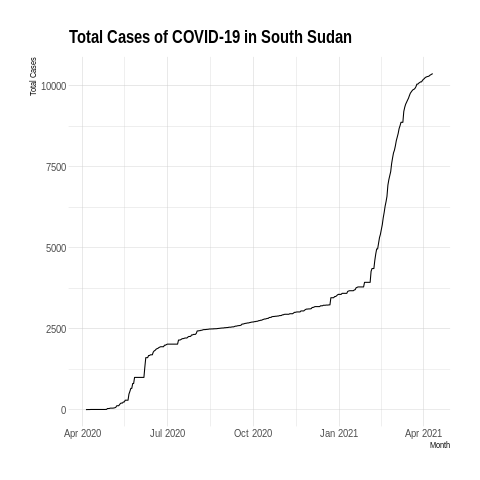 Total Cases of COVID-19 in South Sudan
Total Cases
10000
7500
5000
2500
0
Apr 2020 Jul 2020 Oct 2020 Jan 2021 Apr 2021
Month